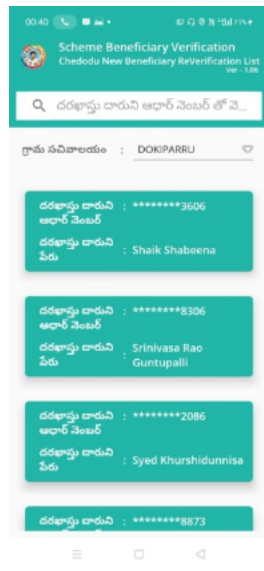 00:40
Scheme Beneficiary Verification
Chedodu New Beneficiary ReVerification List
Ver - 1.06
దరఖాస్తు దారుని ఆధార్ నెంబర్ తో వె...
గ్రామ సచివాలయం : DOKIPARRU
దరఖాస్తు దారుని ఆధార్ నెంబర్ : ********3606
దరఖాస్తు దారుని పేరు : Shaik Shabeena
దరఖాస్తు దారుని ఆధార్ నెంబర్ : ********8306
దరఖాస్తు దారుని పేరు : Srinivasa Rao Guntupalli
దరఖాస్తు దారుని ఆధార్ నెంబర్ : ********2086
దరఖాస్తు దారుని పేరు : Syed Khurshidunnisa
దరఖాస్తు దారుని : ********8873